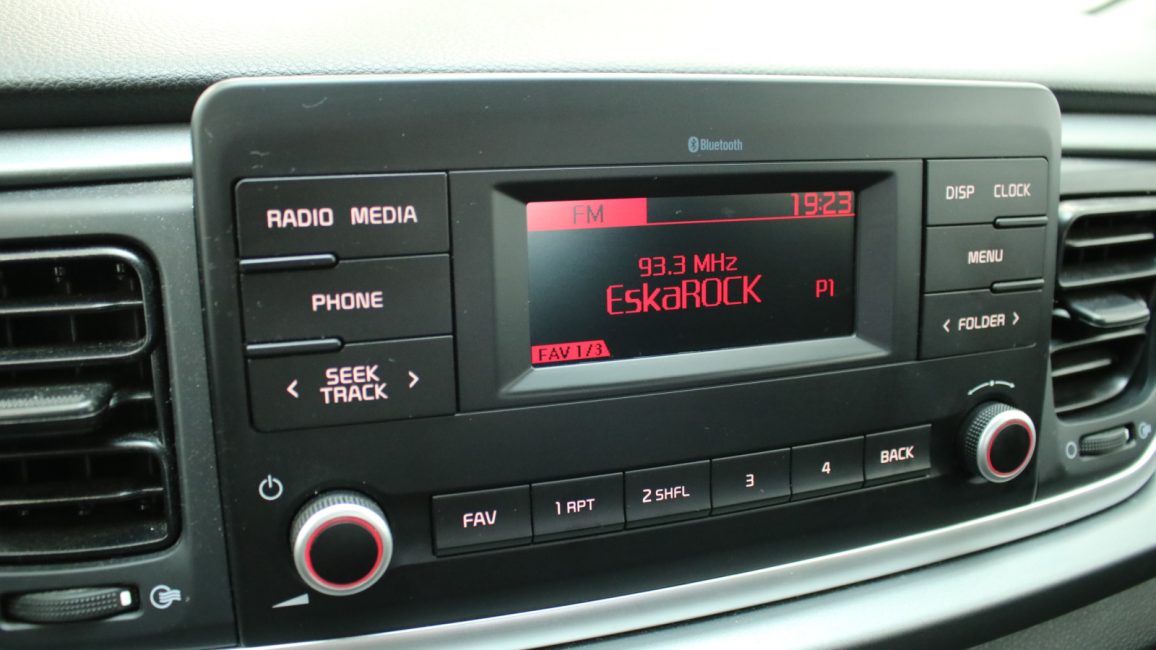 Bluetooth
RADIO MEDIA
PHONE
< SEEK TRACK >
FM 19:23
93.3 MHz
EskaROCK P1
FAV 1/3
DISP CLOCK
MENU
< FOLDER >
FAV
1 RPT
2 SHFL
3
4
BACK